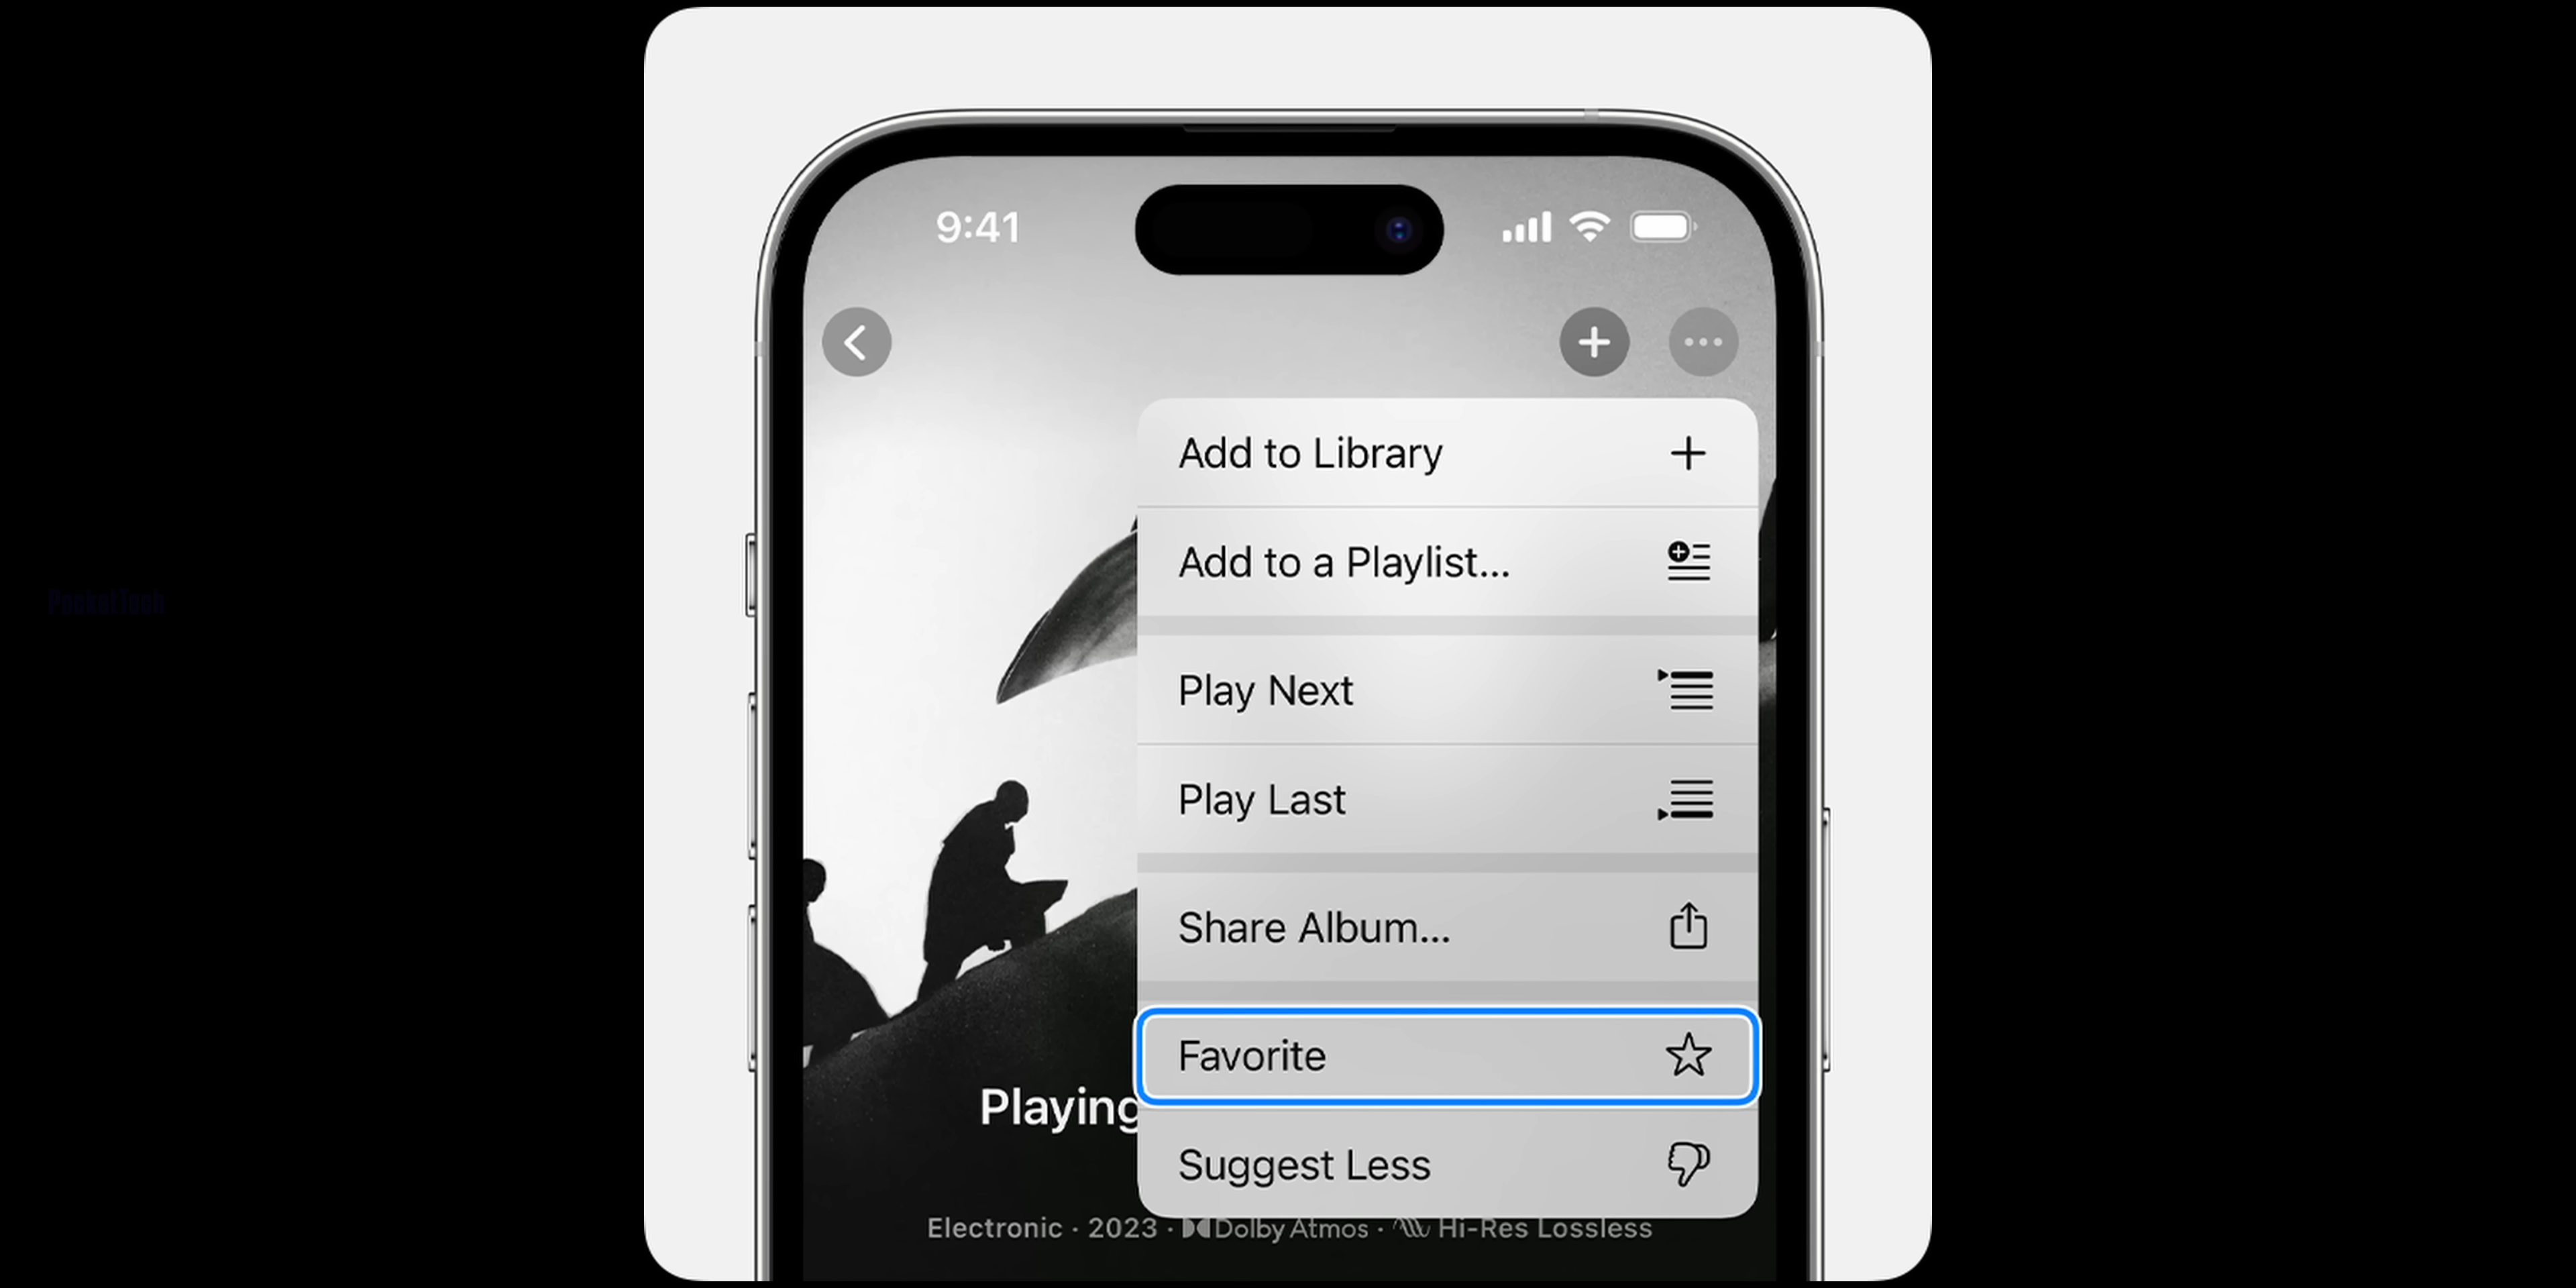 9:41
Add to Library
Add to a Playlist...
Play Next
Play Last
Share Album...
Favorite
Playing
Suggest Less
Electronic · 2023 · Dolby Atmos · Hi-Res Lossless